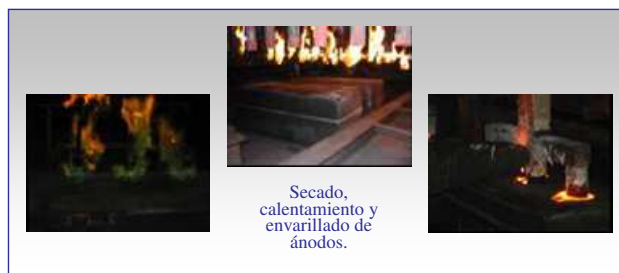 Secado,
calentamiento y
envarillado de
ánodos.